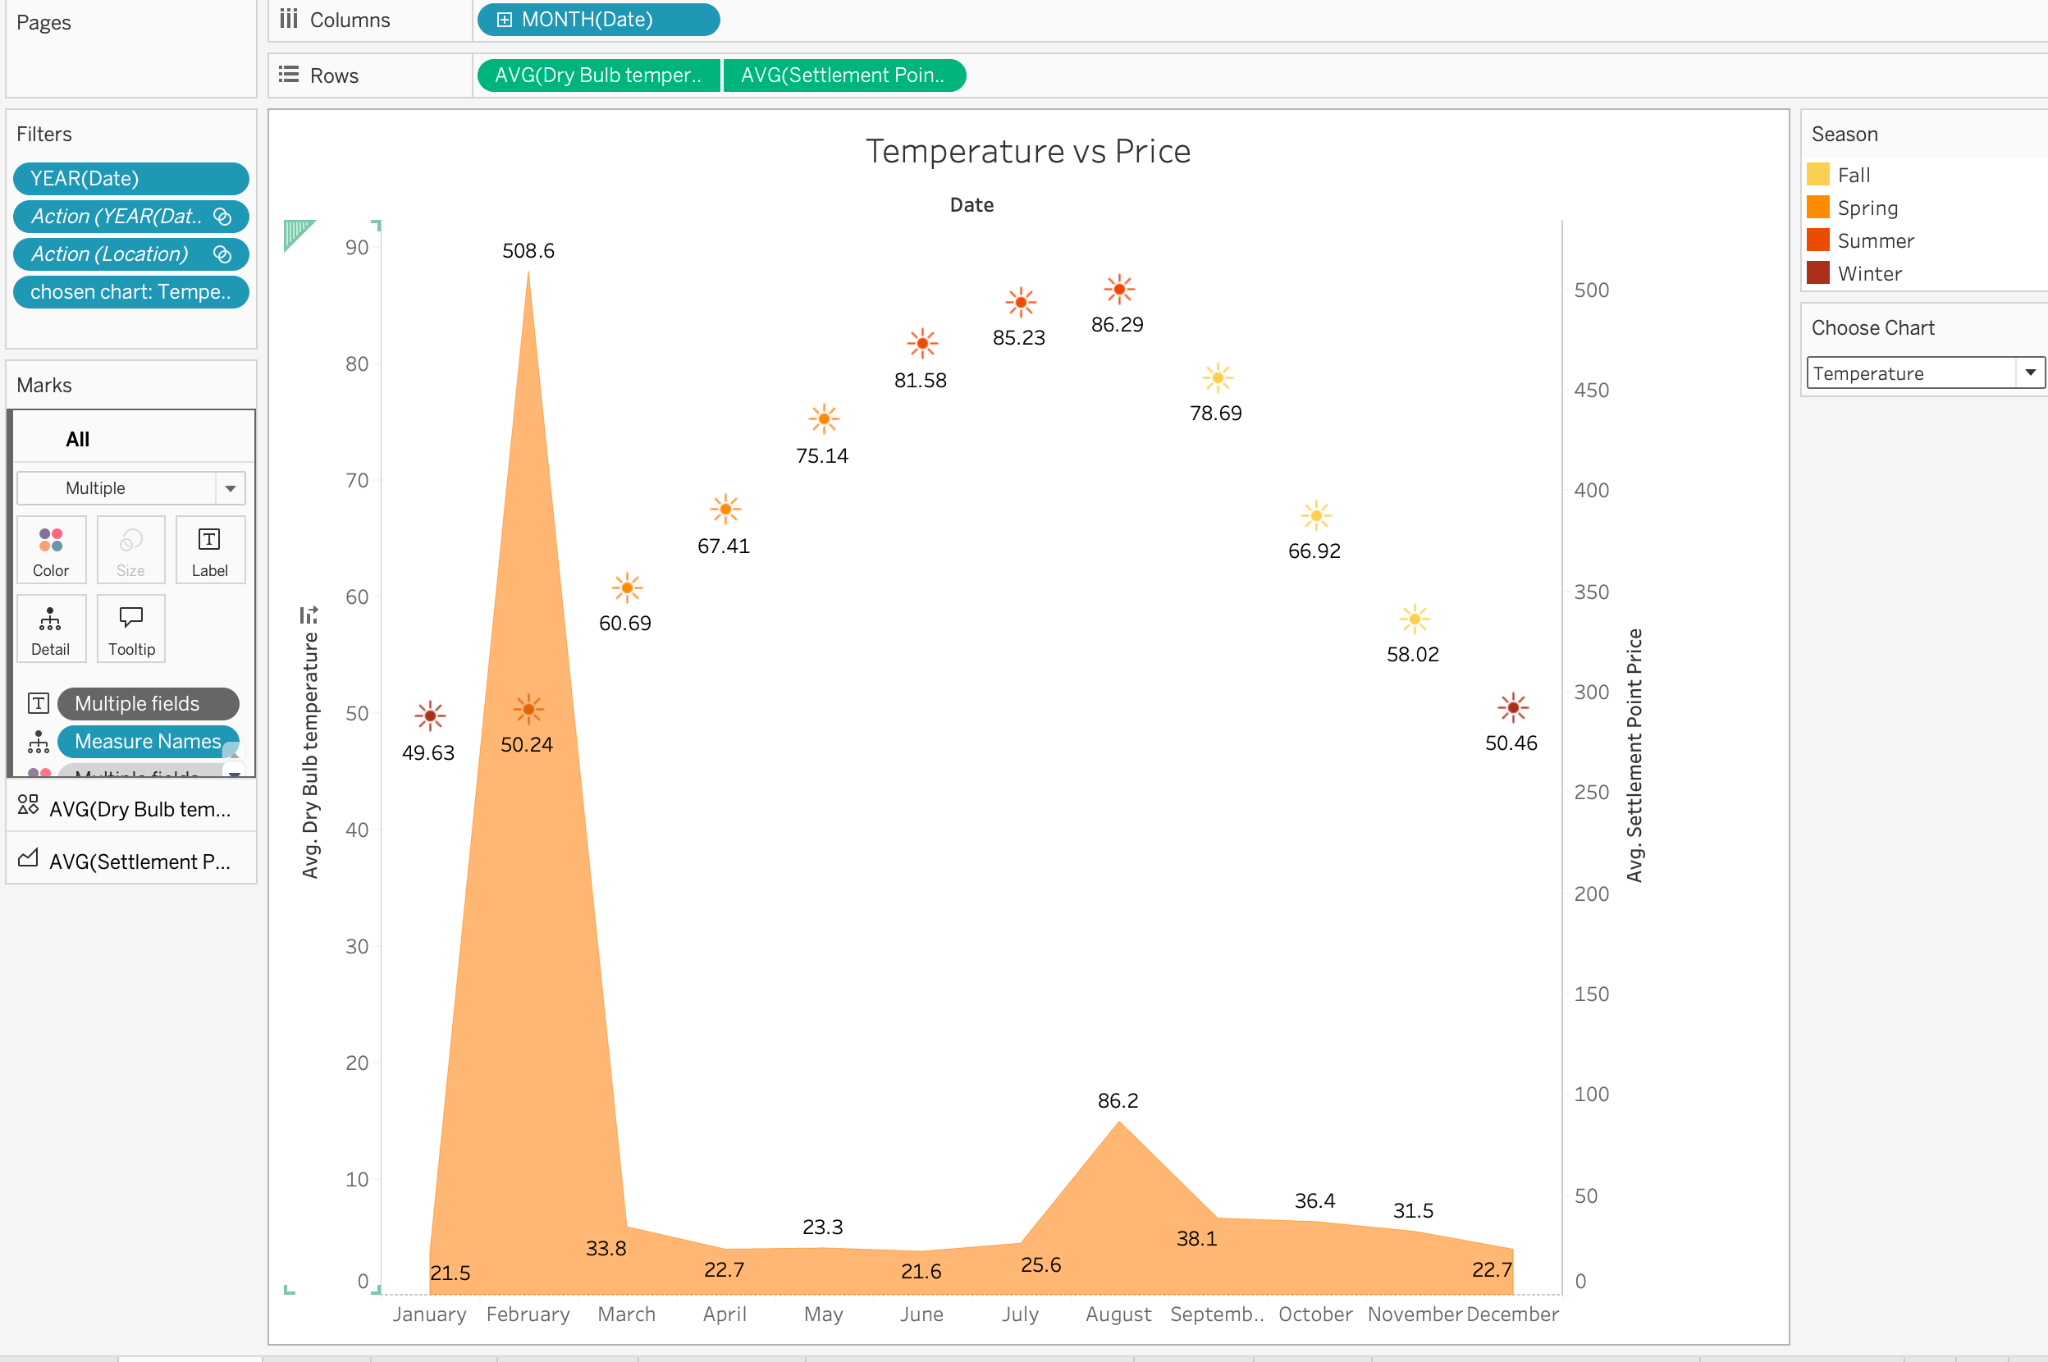 Pages
Columns
MONTH(Date)
Rows
AVG(Dry Bulb temper..
AVG(Settlement Poin..
Filters
YEAR(Date)
Action (YEAR(Dat..
Action (Location)
chosen chart: Tempe..
Marks
All
Multiple
Color
Size
Label
Detail
Tooltip
Multiple fields
Measure Names
Multiple fields
AVG(Dry Bulb tem...
AVG(Settlement P...
Temperature vs Price
Date
Avg. Dry Bulb temperature
90
80
70
60
50
40
30
20
10
0
508.6
49.63
50.24
60.69
67.41
75.14
81.58
85.23
86.29
78.69
66.92
58.02
50.46
21.5
33.8
22.7
23.3
21.6
25.6
86.2
38.1
36.4
31.5
22.7
January
February
March
April
May
June
July
August
Septemb..
October
November
December
500
450
400
350
300
250
200
150
100
50
0
Avg. Settlement Point Price
Season
Fall
Spring
Summer
Winter
Choose Chart
Temperature